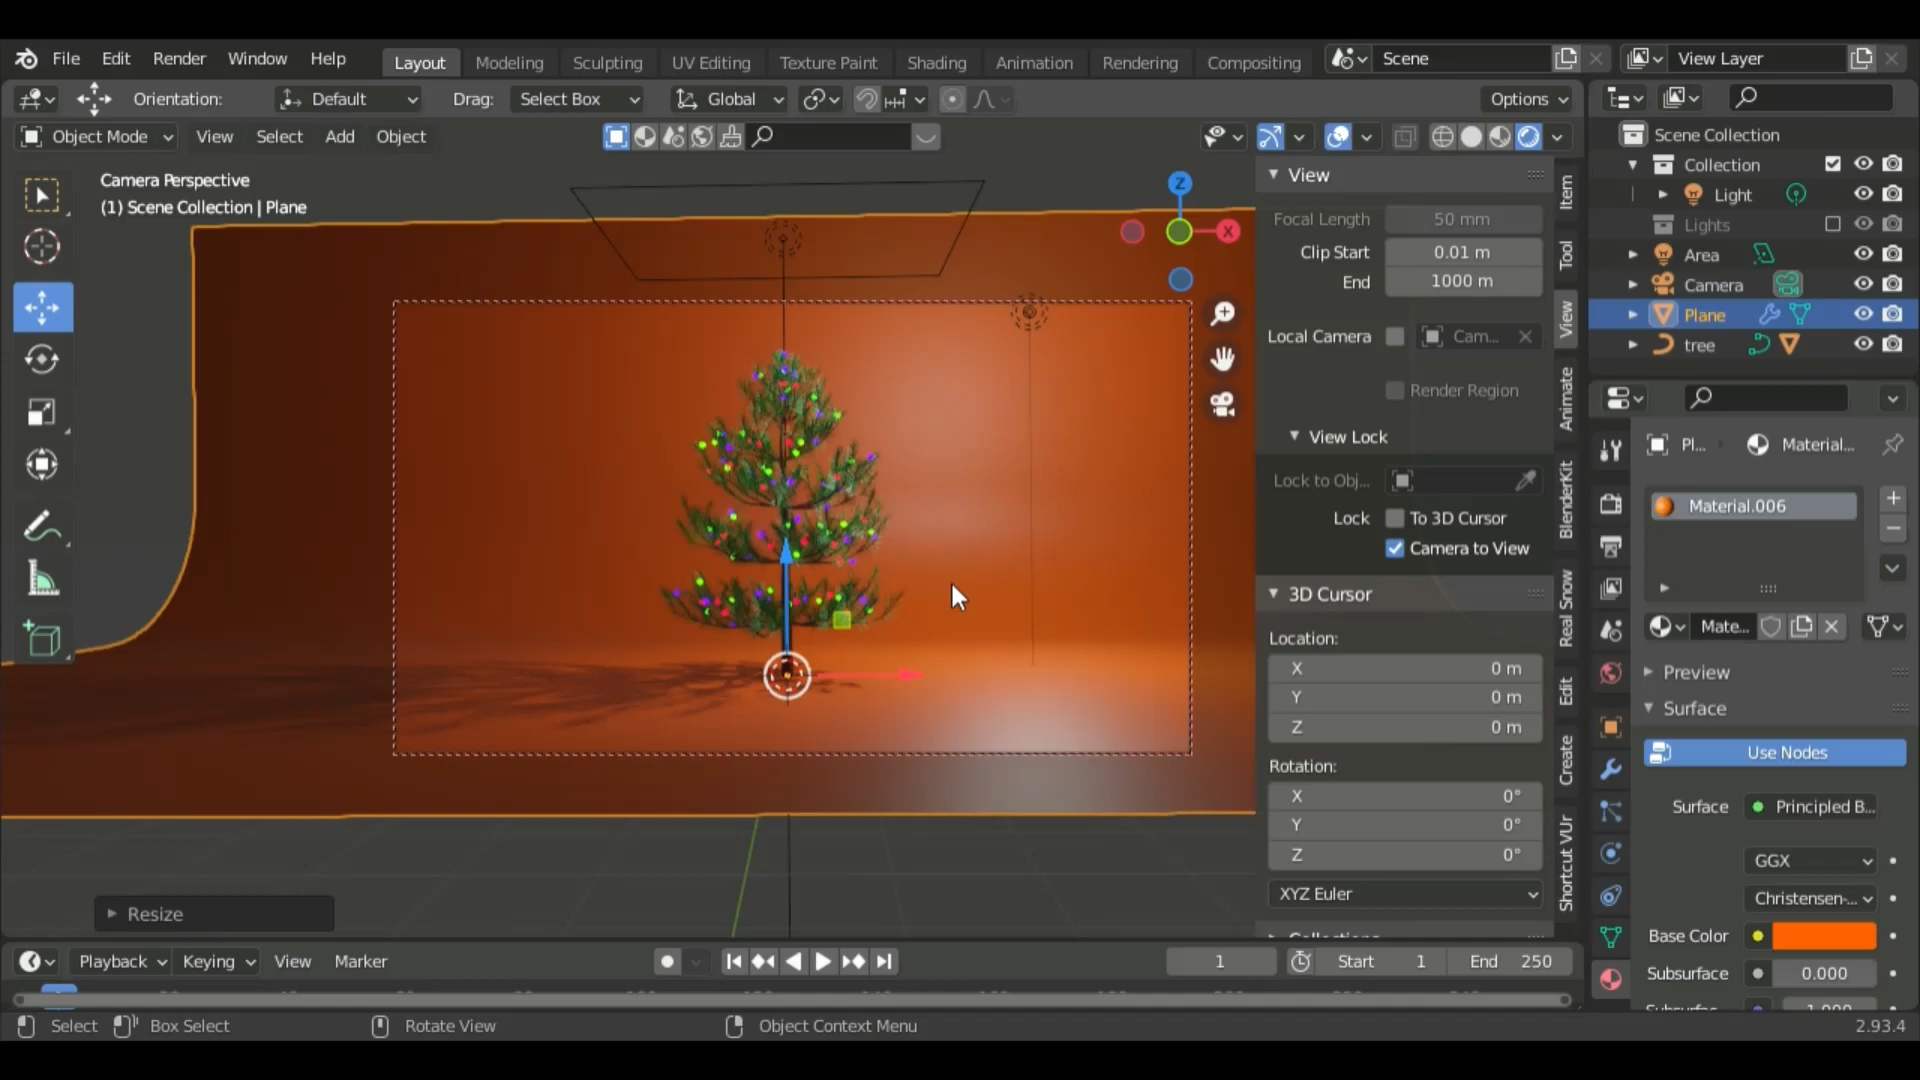 File Edit Render Window Help Layout Modeling Sculpting UV Editing Texture Paint Shading Animation Rendering Compositing Scene View Layer
Orientation: Default Drag: Select Box Global Options
Object Mode View Select Add Object
Camera Perspective
(1) Scene Collection | Plane
Z
X
View
Focal Length 50 mm
Clip Start 0.01 m
End 1000 m
Local Camera Cam...
Render Region
View Lock
Lock to Obj...
Lock To 3D Cursor
Camera to View
3D Cursor
Location:
X 0 m
Y 0 m
Z 0 m
Rotation:
X 0°
Y 0°
Z 0°
XYZ Euler
Item
Tool
View
Animate
BlenderKit
Real Snow
Edit
Create
Shortcut VUr
Scene Collection
Collection
Light
Lights
Area
Camera
Plane
tree
Pl... Material...
Material.006
Mate...
Preview
Surface
Use Nodes
Surface Principled B...
GGX
Christensen-...
Base Color
Subsurface 0.000
Resize
Playback Keying View Marker 1 Start 1 End 250
Select Box Select Rotate View Object Context Menu 2.93.4